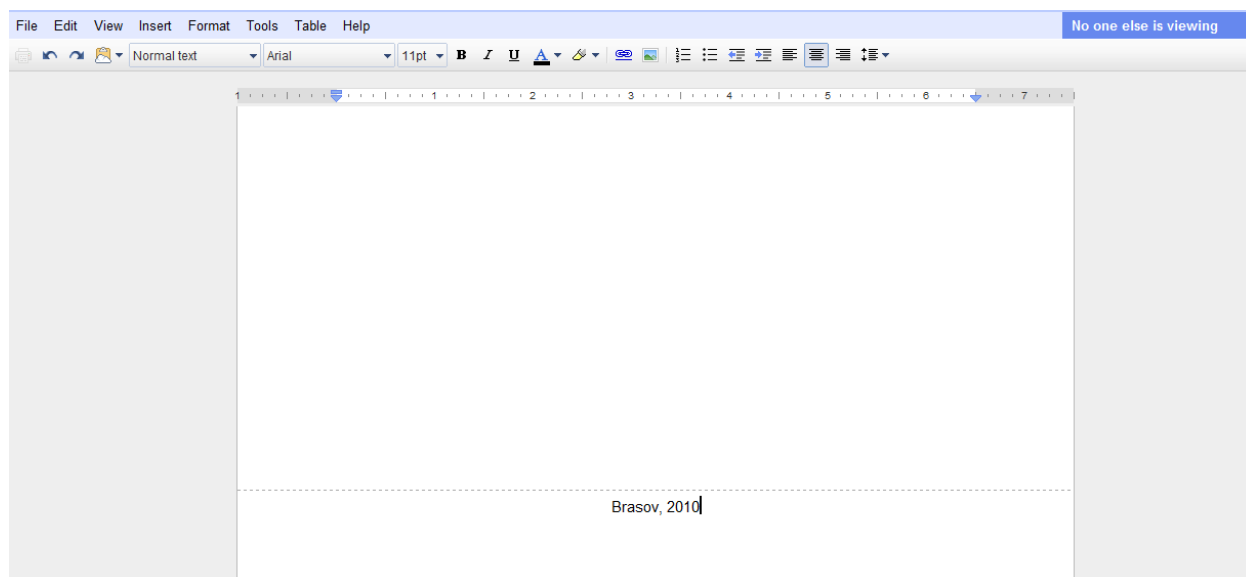 File Edit View Insert Format Tools Table Help No one else is viewing
Normal text Arial 11pt B I U A
1 1 2 3 4 5 6 7
Brasov, 2010